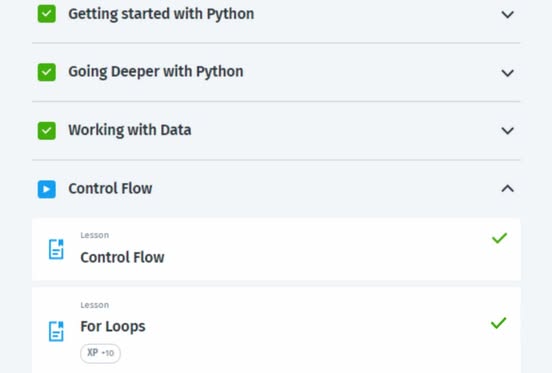 Getting started with Python
Going Deeper with Python
Working with Data
Control Flow
Lesson
Control Flow
Lesson
For Loops
XP +10